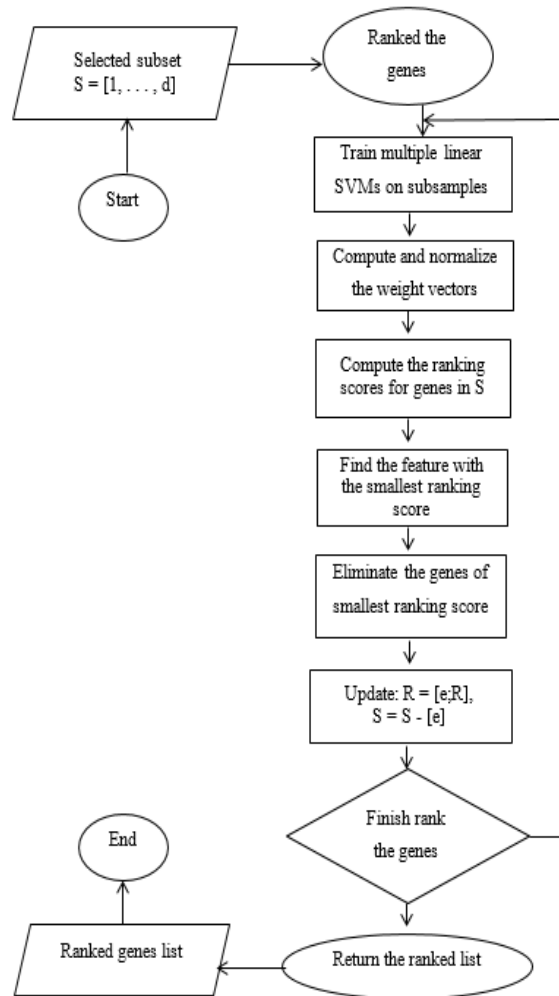 Start
Selected subset
S = [1, . . . , d]
Ranked the
genes
Train multiple linear
SVMs on subsamples
Compute and normalize
the weight vectors
Compute the ranking
scores for genes in S
Find the feature with
the smallest ranking
score
Eliminate the genes of
smallest ranking score
Update: R = [e;R],
S = S - [e]
Finish rank
the genes
Return the ranked list
Ranked genes list
End